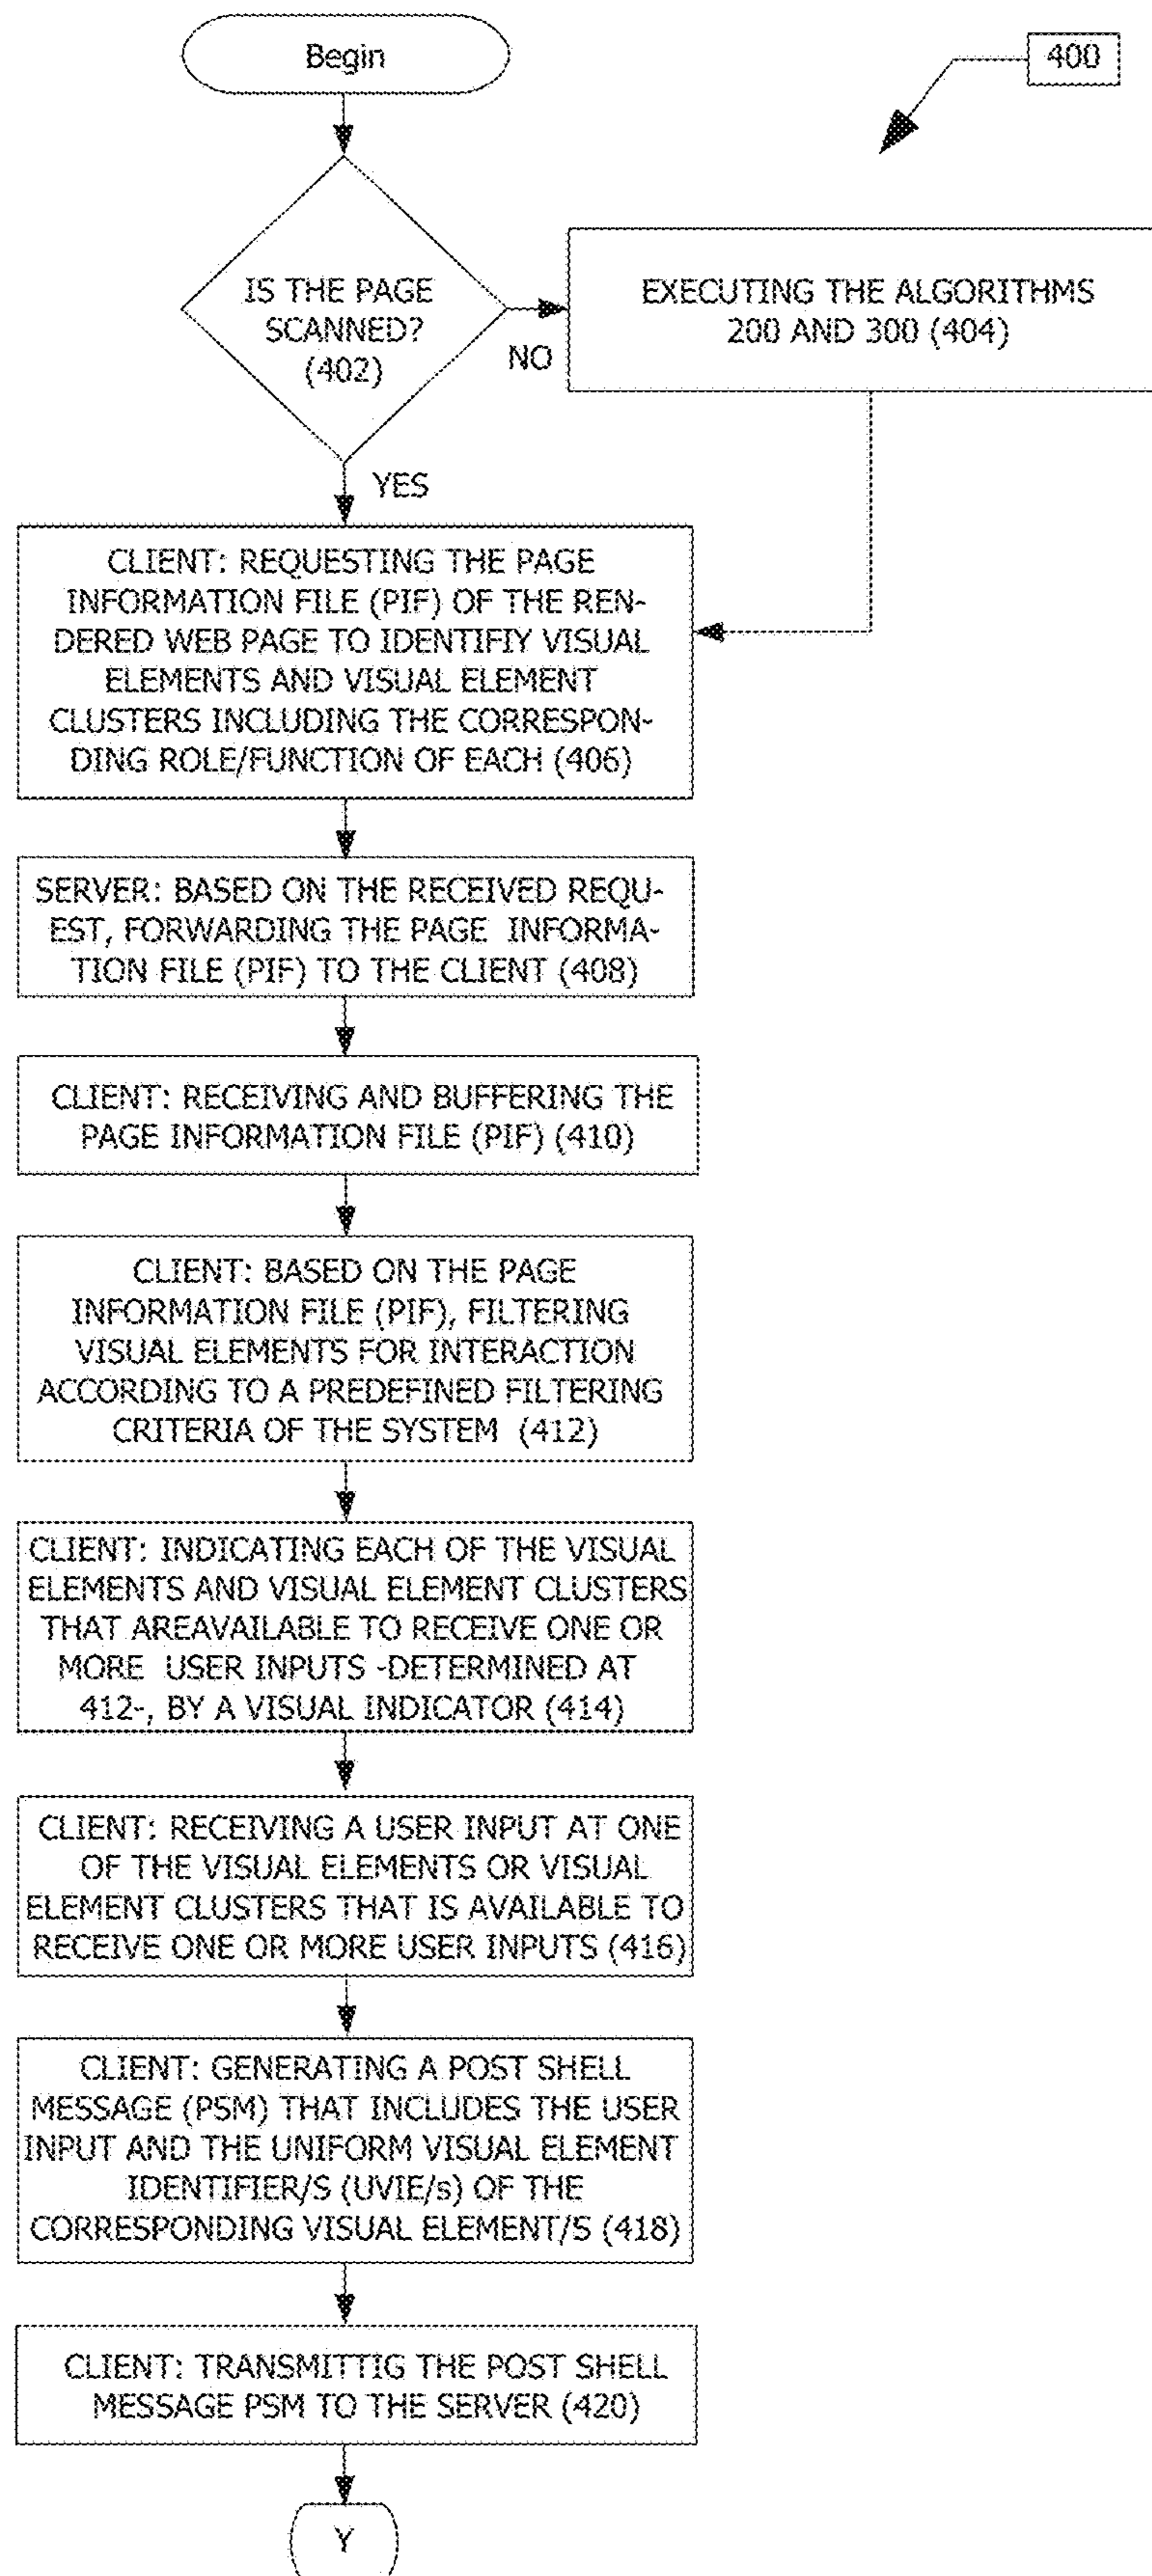 Begin
400
IS THE PAGE
SCANNED?
(402)
NO
EXECUTING THE ALGORITHMS
200 AND 300 (404)
YES
CLIENT: REQUESTING THE PAGE
INFORMATION FILE (PIF) OF THE REN-
DERED WEB PAGE TO IDENTIFIY VISUAL
ELEMENTS AND VISUAL ELEMENT
CLUSTERS INCLUDING THE CORRESPON-
DING ROLE/FUNCTION OF EACH (406)
SERVER: BASED ON THE RECEIVED REQU-
EST, FORWARDING THE PAGE INFORMA-
TION FILE (PIF) TO THE CLIENT (408)
CLIENT: RECEIVING AND BUFFERING THE
PAGE INFORMATION FILE (PIF) (410)
CLIENT: BASED ON THE PAGE
INFORMATION FILE (PIF), FILTERING
VISUAL ELEMENTS FOR INTERACTION
ACCORDING TO A PREDEFINED FILTERING
CRITERIA OF THE SYSTEM (412)
CLIENT: INDICATING EACH OF THE VISUAL
ELEMENTS AND VISUAL ELEMENT CLUSTERS
THAT AREAVAILABLE TO RECEIVE ONE OR
MORE USER INPUTS -DETERMINED AT
412-, BY A VISUAL INDICATOR (414)
CLIENT: RECEIVING A USER INPUT AT ONE
OF THE VISUAL ELEMENTS OR VISUAL
ELEMENT CLUSTERS THAT IS AVAILABLE TO
RECEIVE ONE OR MORE USER INPUTS (416)
CLIENT: GENERATING A POST SHELL
MESSAGE (PSM) THAT INCLUDES THE USER
INPUT AND THE UNIFORM VISUAL ELEMENT
IDENTIFIER/S (UVIE/s) OF THE
CORRESPONDING VISUAL ELEMENT/S (418)
CLIENT: TRANSMITTIG THE POST SHELL
MESSAGE PSM TO THE SERVER (420)
Y